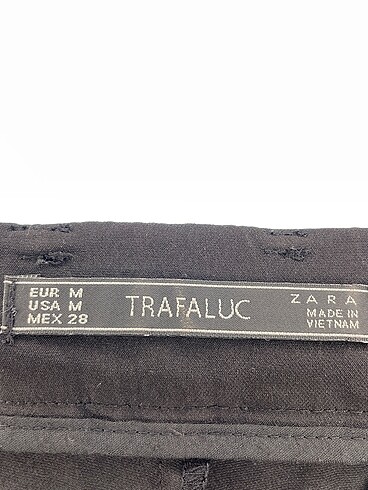 EUR M
USA M
MEX 28
TRAFALUC
ZARA
MADE IN
VIETNAM